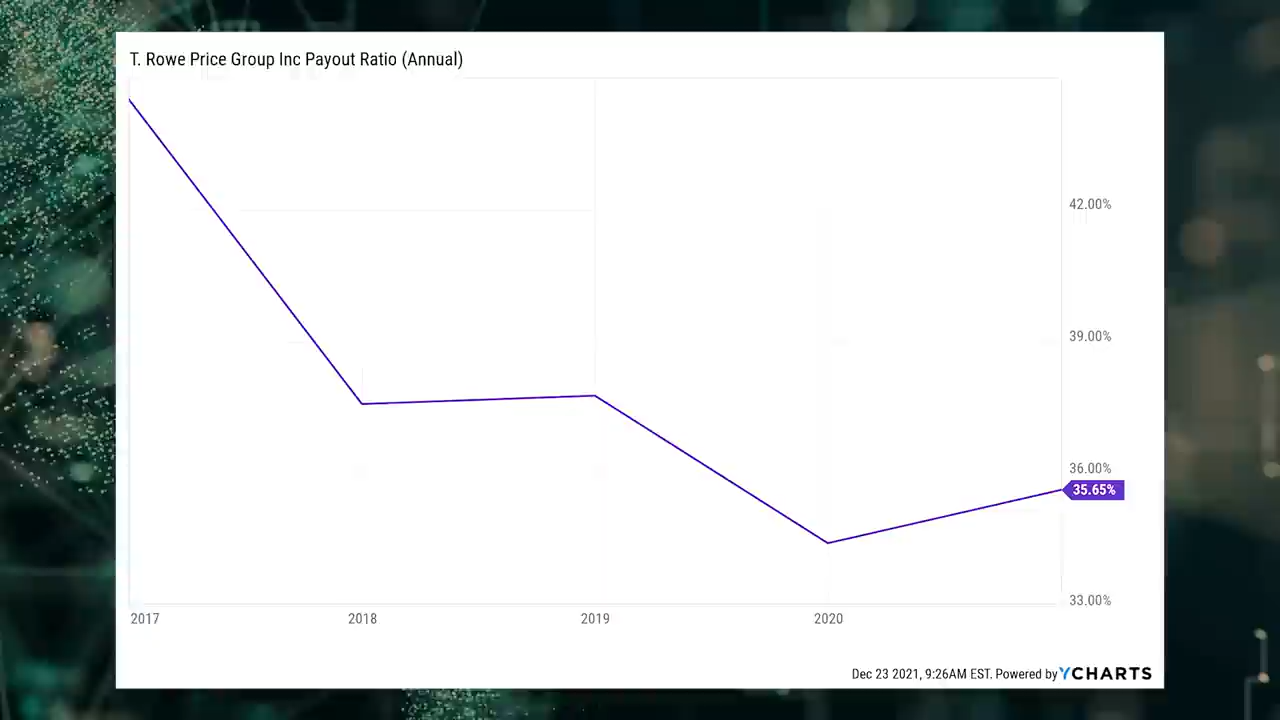 T. Rowe Price Group Inc Payout Ratio (Annual)
42.00%
39.00%
36.00%
35.65%
33.00%
2017 2018 2019 2020
Dec 23 2021, 9:26AM EST. Powered by YCHARTS